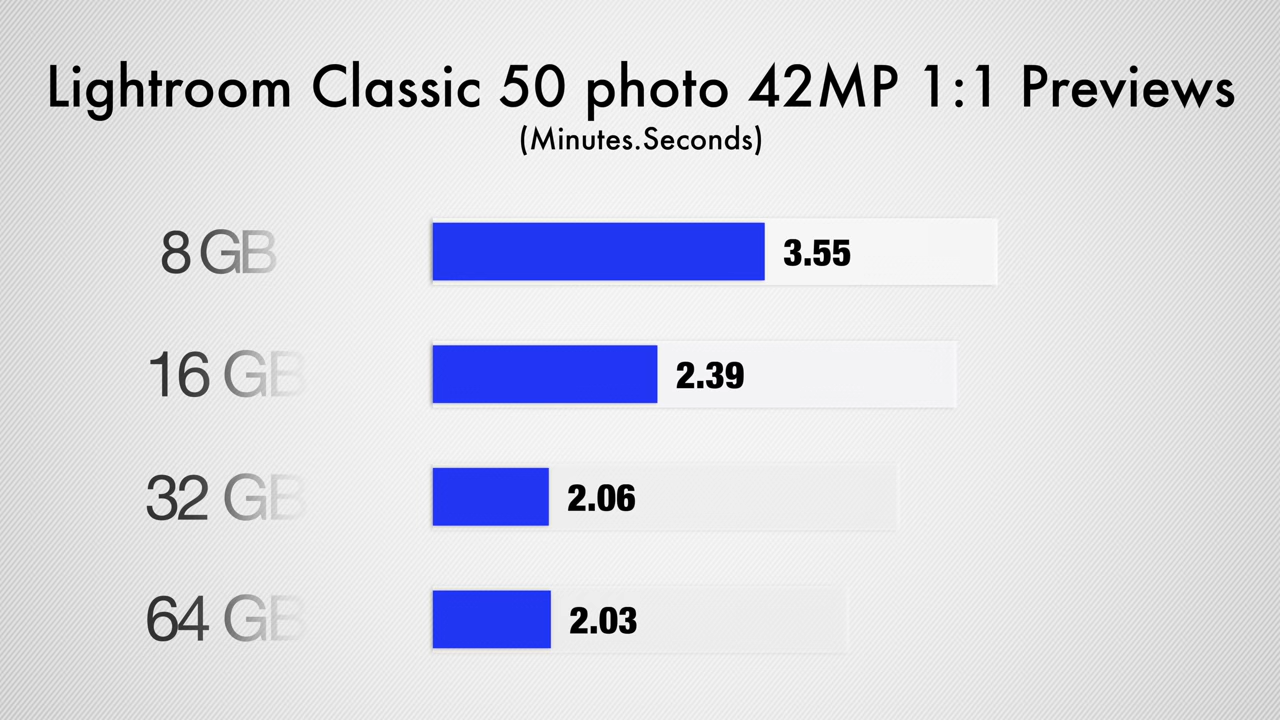 Lightroom Classic 50 photo 42MP 1:1 Previews
(Minutes.Seconds)
8 GB 3.55
16 GB 2.39
32 GB 2.06
64 GB 2.03